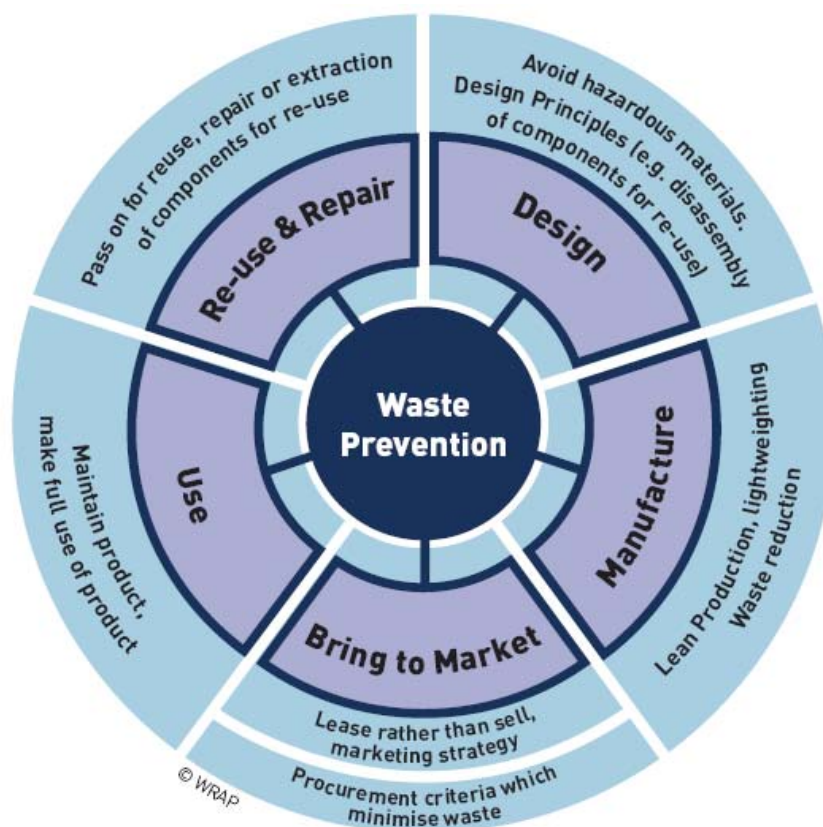 Waste
Prevention
Avoid hazardous materials.
Design Principles (e.g. disassembly
of components for re-use)
Design
Manufacture
Lean Production, lightweighting
Waste reduction
Bring to Market
Lease rather than sell,
marketing strategy
Procurement criteria which
minimise waste
Use
Maintain product,
make full use of product
Re-use & Repair
Pass on for reuse, repair or extraction
of components for re-use
© WRAP